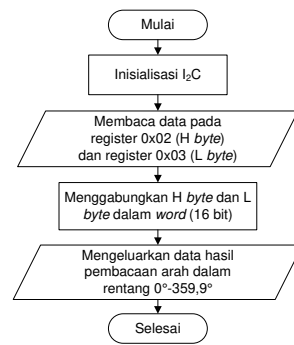 Mulai
Inisialisasi I₂C
Membaca data pada
register 0x02 (H byte)
dan register 0x03 (L byte)
Menggabungkan H byte dan L
byte dalam word (16 bit)
Mengeluarkan data hasil
pembacaan arah dalam
rentang 0°-359,9°
Selesai